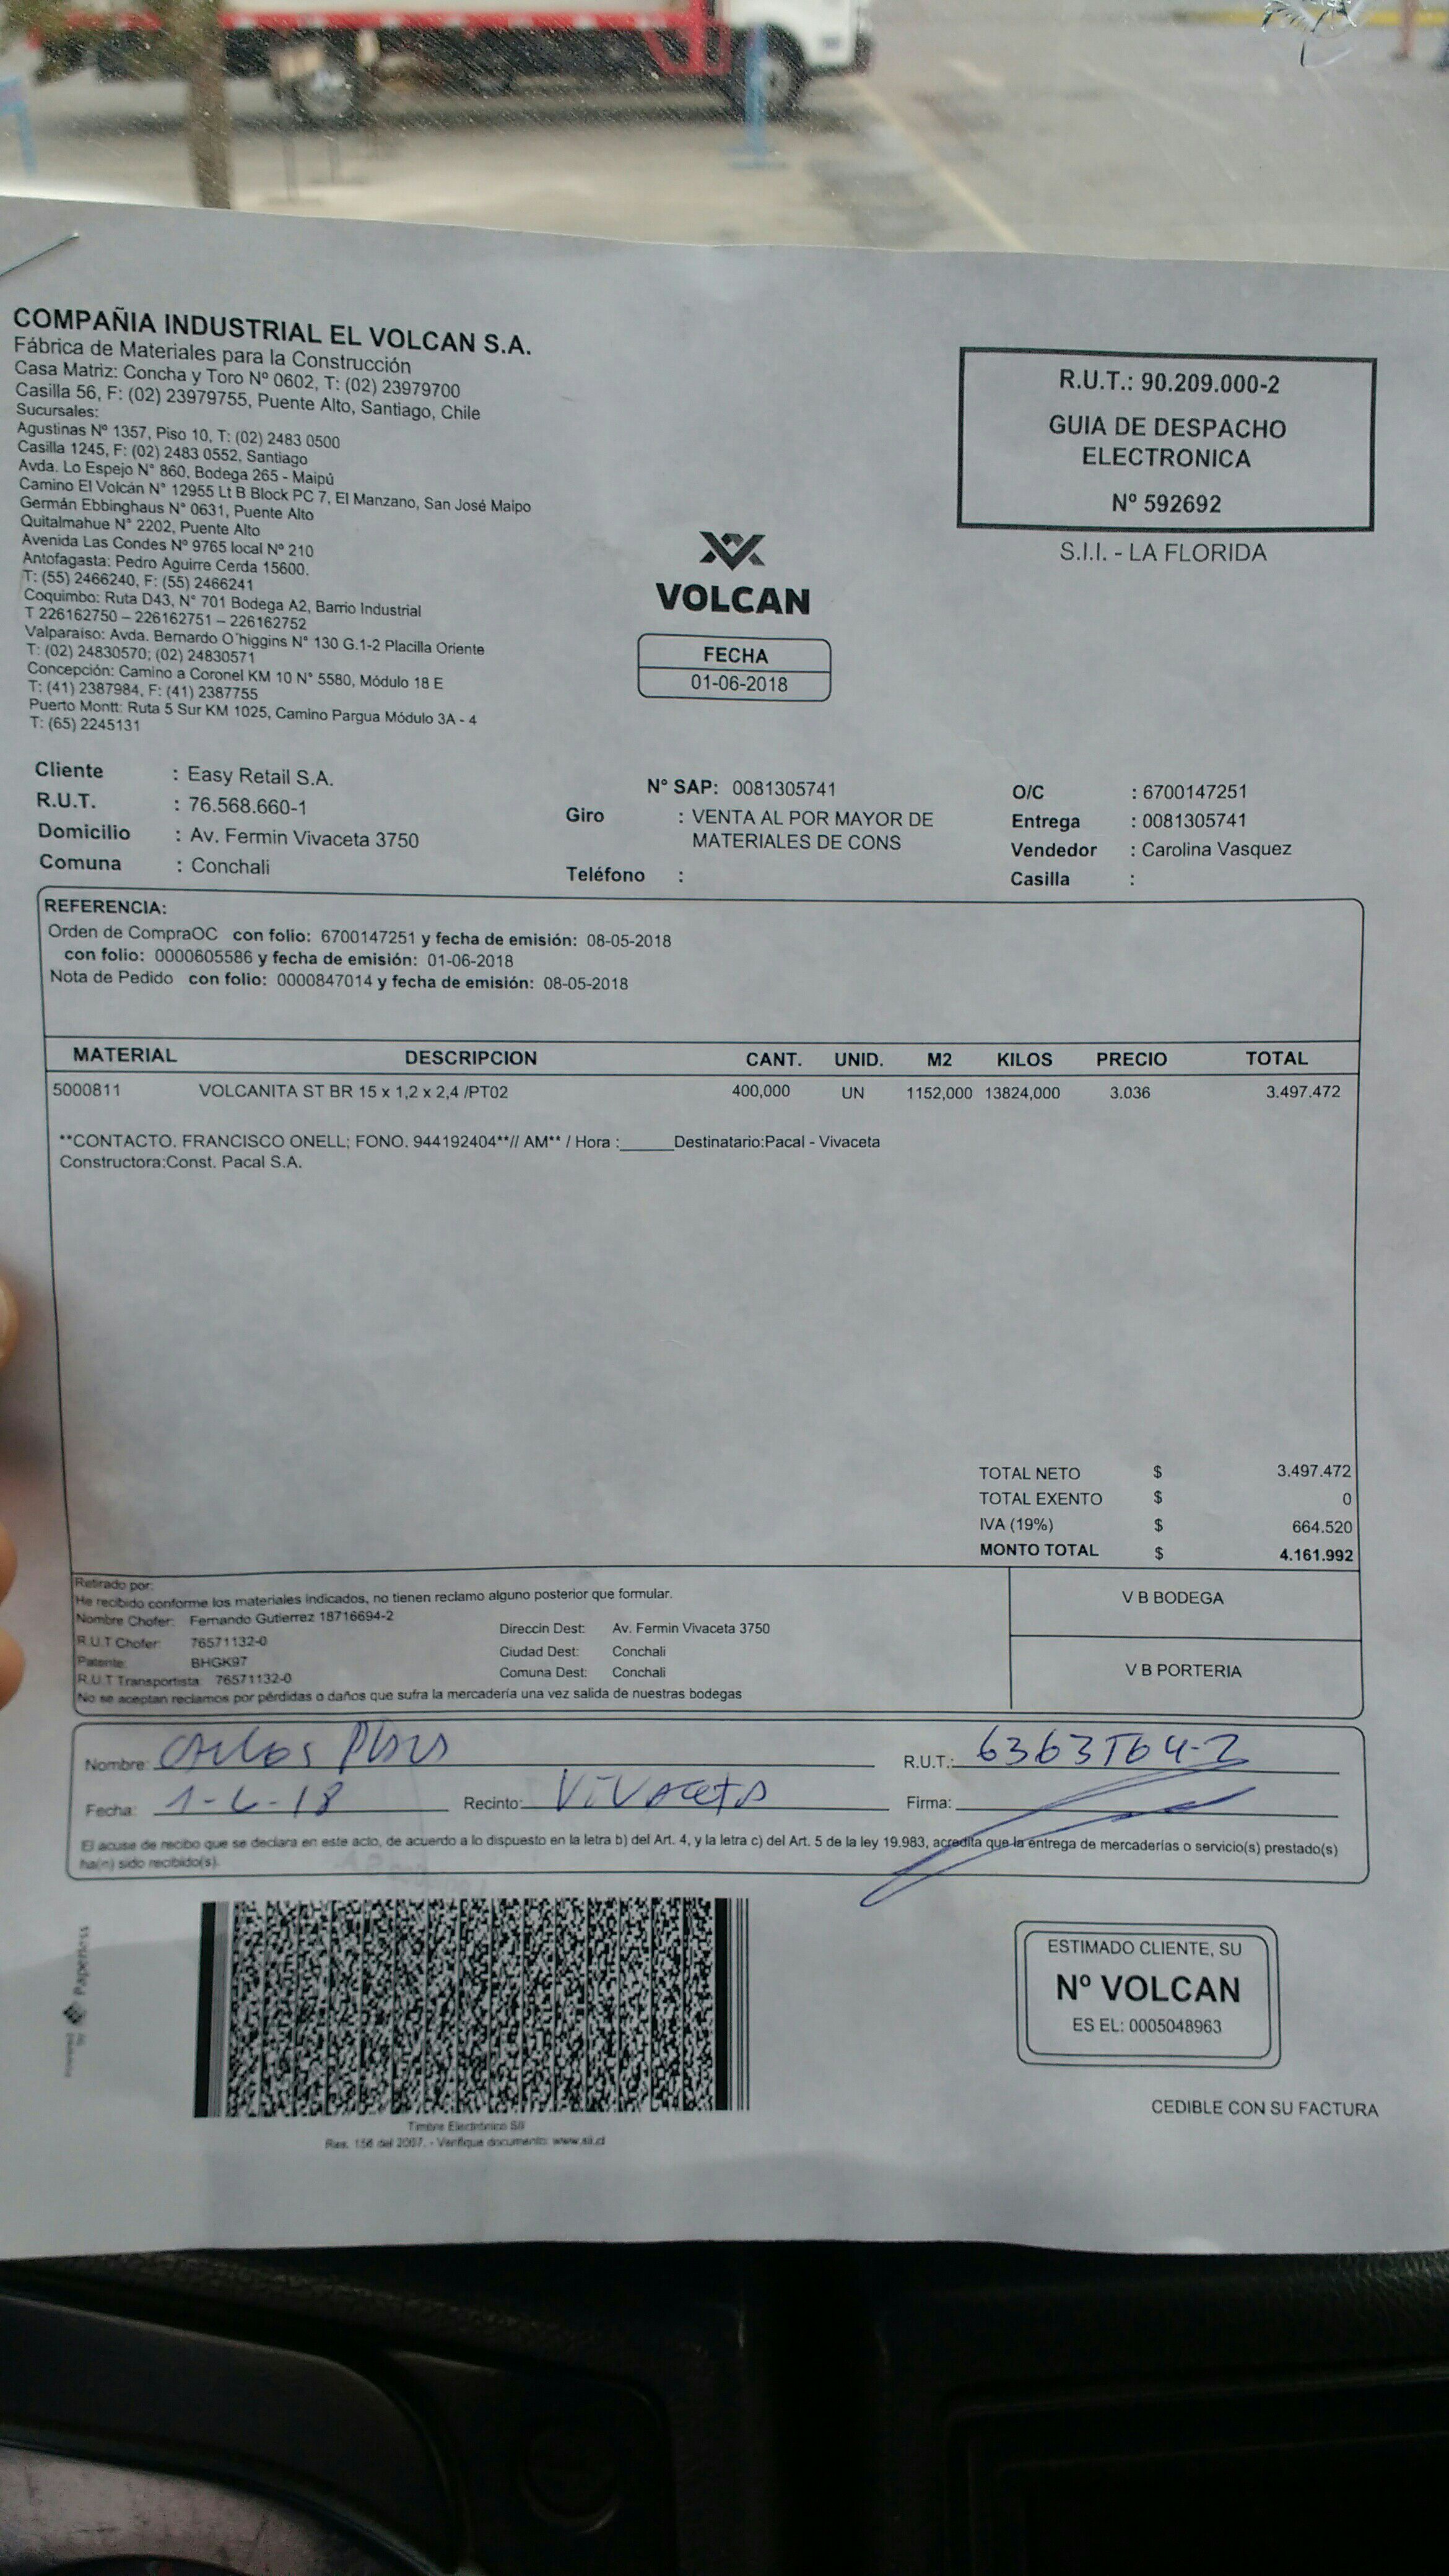 COMPAÑIA INDUSTRIAL EL VOLCAN S.A.
Fábrica de Materiales para la Construcción
Casa Matriz: Concha y Toro Nº 0602, T: (02) 23979700
Casilla 56, F: (02) 23979755, Puente Alto, Santiago, Chile
Sucursales:
Agustinas Nº 1357, Piso 10, T: (02) 2483 0500
Casilla 1245, F: (02) 2483 0552, Santiago
Avda. Lo Espejo N° 860, Bodega 265 - Maipú
Camino El Volcán N° 12955 Lt B Block PC 7, El Manzano, San José Maipo
Germán Ebbinghaus N° 0631, Puente Alto
Quitalmahue N° 2202, Puente Alto
Avenida Las Condes Nº 9765 local Nº 210
Antofagasta: Pedro Aguirre Cerda 15600.
T: (55) 2466240, F: (55) 2466241
Coquimbo: Ruta D43, N° 701 Bodega A2, Barrio Industrial
T 226162750 – 226162751 – 226162752
Valparaíso: Avda. Bernardo O´higgins N° 130 G.1-2 Placilla Oriente
T: (02) 24830570; (02) 24830571
Concepción: Camino a Coronel KM 10 N° 5580, Módulo 18 E
T: (41) 2387984, F: (41) 2387755
Puerto Montt: Ruta 5 Sur KM 1025, Camino Pargua Módulo 3A - 4
T: (65) 2245131
R.U.T.: 90.209.000-2
GUIA DE DESPACHO
ELECTRONICA
Nº 592692
S.I.I. - LA FLORIDA
VOLCAN
FECHA
01-06-2018
Cliente : Easy Retail S.A.
R.U.T. : 76.568.660-1
Domicilio : Av. Fermin Vivaceta 3750
Comuna : Conchali
N° SAP: 0081305741
Giro : VENTA AL POR MAYOR DE
MATERIALES DE CONS
Teléfono :
O/C : 6700147251
Entrega : 0081305741
Vendedor : Carolina Vasquez
Casilla :
REFERENCIA:
Orden de CompraOC con folio: 6700147251 y fecha de emisión: 08-05-2018
con folio: 0000605586 y fecha de emisión: 01-06-2018
Nota de Pedido con folio: 0000847014 y fecha de emisión: 08-05-2018
MATERIAL DESCRIPCION CANT. UNID. M2 KILOS PRECIO TOTAL
5000811 VOLCANITA ST BR 15 x 1,2 x 2,4 /PT02 400,000 UN 1152,000 13824,000 3.036 3.497.472
**CONTACTO. FRANCISCO ONELL; FONO. 944192404**// AM** / Hora :______Destinatario:Pacal - Vivaceta
Constructora:Const. Pacal S.A.
TOTAL NETO $ 3.497.472
TOTAL EXENTO $ 0
IVA (19%) $ 664.520
MONTO TOTAL $ 4.161.992
Retirado por:
He recibido conforme los materiales indicados, no tienen reclamo alguno posterior que formular.
Nombre Chofer: Fernando Gutierrez 18716694-2
R.U.T Chofer: 76571132-0
Patente: BHGK97
R.U.T Transportista: 76571132-0
Direccin Dest: Av. Fermin Vivaceta 3750
Ciudad Dest: Conchali
Comuna Dest: Conchali
No se aceptan reclamos por pérdidas o daños que sufra la mercadería una vez salida de nuestras bodegas
V B BODEGA
V B PORTERIA
Nombre: Carlos R.U.T.: 6363564-2
Fecha: 1-6-18 Recinto: Vivaceta Firma:
El acuse de recibo que se declara en este acto, de acuerdo a lo dispuesto en la letra b) del Art. 4, y la letra c) del Art. 5 de la ley 19.983, acredita que la entrega de mercaderías o servicio(s) prestado(s)
ha(n) sido recibido(s).
powered by Paperless
Timbre Electrónico SII
Res. 156 del 2007. - Verifique documento: www.sii.cl
ESTIMADO CLIENTE, SU
Nº VOLCAN
ES EL: 0005048963
CEDIBLE CON SU FACTURA